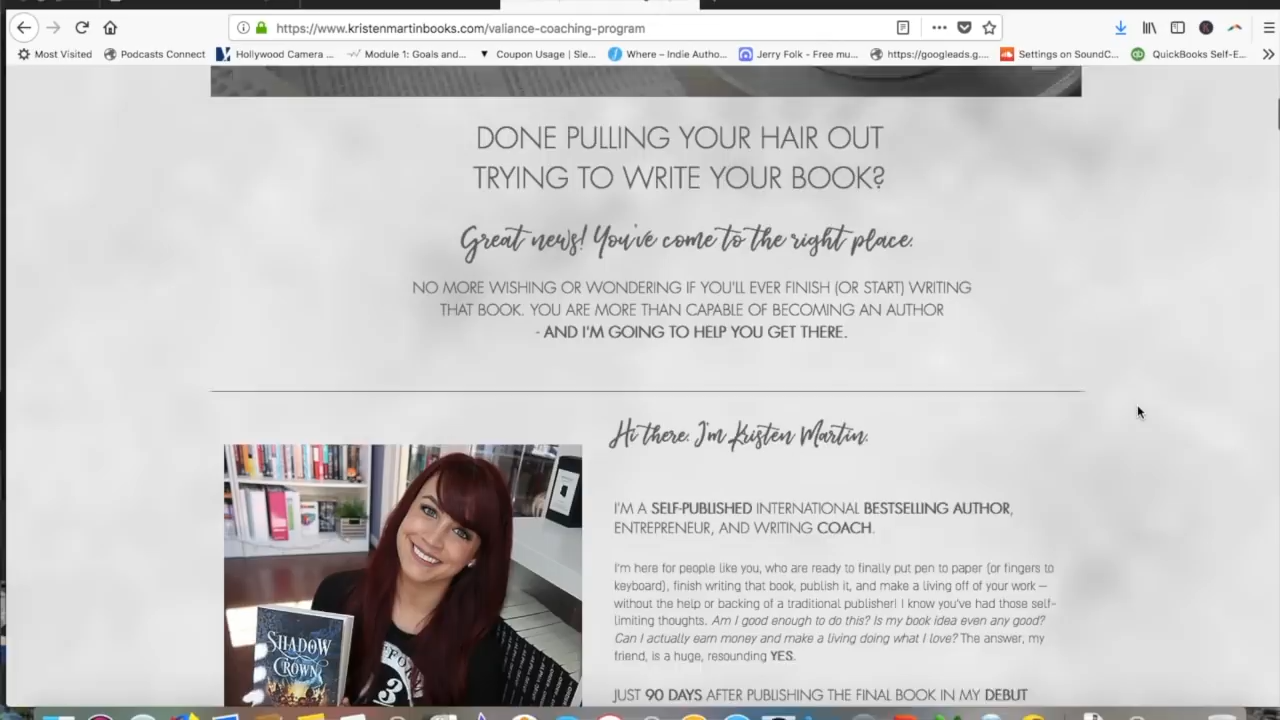 https://www.kristenmartinbooks.com/valiance-coaching-program
Most Visited Podcasts Connect Hollywood Camera ... Module 1: Goals and... Coupon Usage | Sle... Where – Indie Autho... Jerry Folk - Free mu... https://googleads.g.... Settings on SoundC... QuickBooks Self-E...
DONE PULLING YOUR HAIR OUT
TRYING TO WRITE YOUR BOOK?
Great news! You've come to the right place.
NO MORE WISHING OR WONDERING IF YOU'LL EVER FINISH (OR START) WRITING
THAT BOOK. YOU ARE MORE THAN CAPABLE OF BECOMING AN AUTHOR
- AND I'M GOING TO HELP YOU GET THERE.
Hi there. I'm Kristen Martin.
I'M A SELF-PUBLISHED INTERNATIONAL BESTSELLING AUTHOR,
ENTREPRENEUR, AND WRITING COACH.
I'm here for people like you, who are ready to finally put pen to paper (or fingers to
keyboard), finish writing that book, publish it, and make a living off of your work —
without the help or backing of a traditional publisher! I know you've had those self-
limiting thoughts. Am I good enough to do this? Is my book idea even any good?
Can I actually earn money and make a living doing what I love? The answer, my
friend, is a huge, resounding YES.
JUST 90 DAYS AFTER PUBLISHING THE FINAL BOOK IN MY DEBUT
SHADOW
CROWN